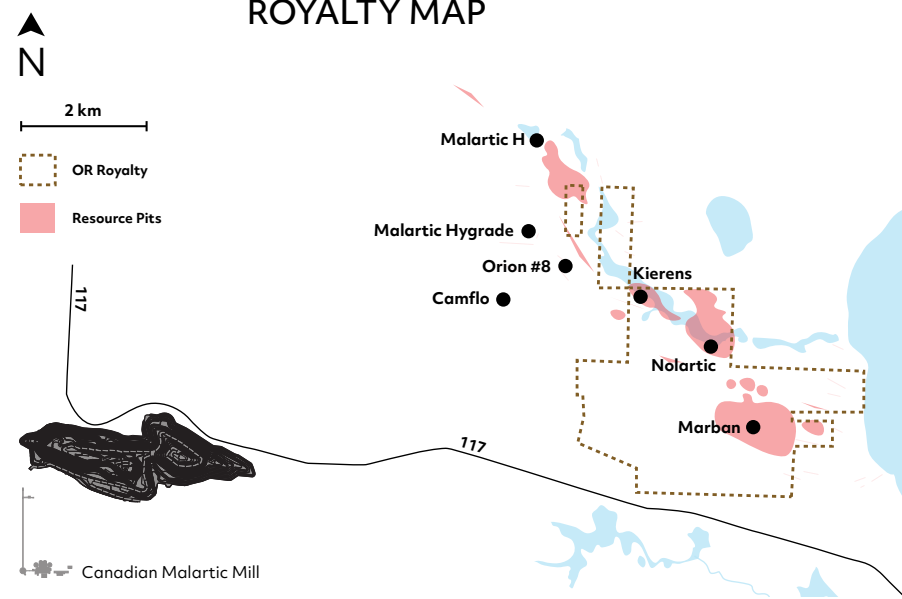 ROYALTY MAP
N
2 km
OR Royalty
Resource Pits
Malartic H
Malartic Hygrade
Orion #8
Kierens
Camflo
117
Nolartic
Marban
117
Canadian Malartic Mill